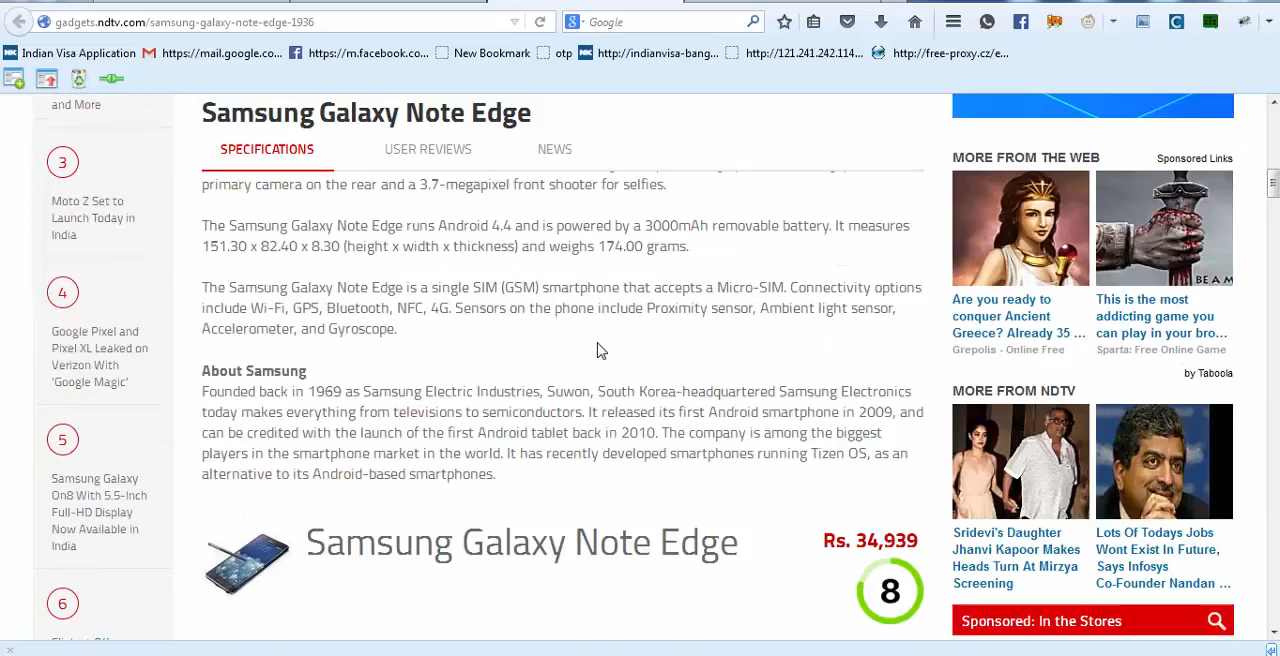 gadgets.ndtv.com/samsung-galaxy-note-edge-1936
Google
Indian Visa Application
https://mail.google.co...
https://m.facebook.co...
New Bookmark
otp
http://indianvisa-bang...
http://121.241.242.114...
http://free-proxy.cz/e...
and More
3
Moto Z Set to
Launch Today in
India
4
Google Pixel and
Pixel XL Leaked on
Verizon With
'Google Magic'
5
Samsung Galaxy
On8 With 5.5-Inch
Full-HD Display
Now Available in
India
6
Samsung Galaxy Note Edge
SPECIFICATIONS
USER REVIEWS
NEWS
primary camera on the rear and a 3.7-megapixel front shooter for selfies.
The Samsung Galaxy Note Edge runs Android 4.4 and is powered by a 3000mAh removable battery. It measures
151.30 x 82.40 x 8.30 (height x width x thickness) and weighs 174.00 grams.
The Samsung Galaxy Note Edge is a single SIM (GSM) smartphone that accepts a Micro-SIM. Connectivity options
include Wi-Fi, GPS, Bluetooth, NFC, 4G. Sensors on the phone include Proximity sensor, Ambient light sensor,
Accelerometer, and Gyroscope.
About Samsung
Founded back in 1969 as Samsung Electric Industries, Suwon, South Korea-headquartered Samsung Electronics
today makes everything from televisions to semiconductors. It released its first Android smartphone in 2009, and
can be credited with the launch of the first Android tablet back in 2010. The company is among the biggest
players in the smartphone market in the world. It has recently developed smartphones running Tizen OS, as an
alternative to its Android-based smartphones.
Samsung Galaxy Note Edge
Rs. 34,939
8
MORE FROM THE WEB
Sponsored Links
BEAM
Are you ready to
conquer Ancient
Greece? Already 35 ...
Grepolis - Online Free
This is the most
addicting game you
can play in your bro...
Sparta: Free Online Game
by Taboola
MORE FROM NDTV
Sridevi's Daughter
Jhanvi Kapoor Makes
Heads Turn At Mirzya
Screening
Lots Of Todays Jobs
Wont Exist In Future,
Says Infosys
Co-Founder Nandan ...
Sponsored: In the Stores